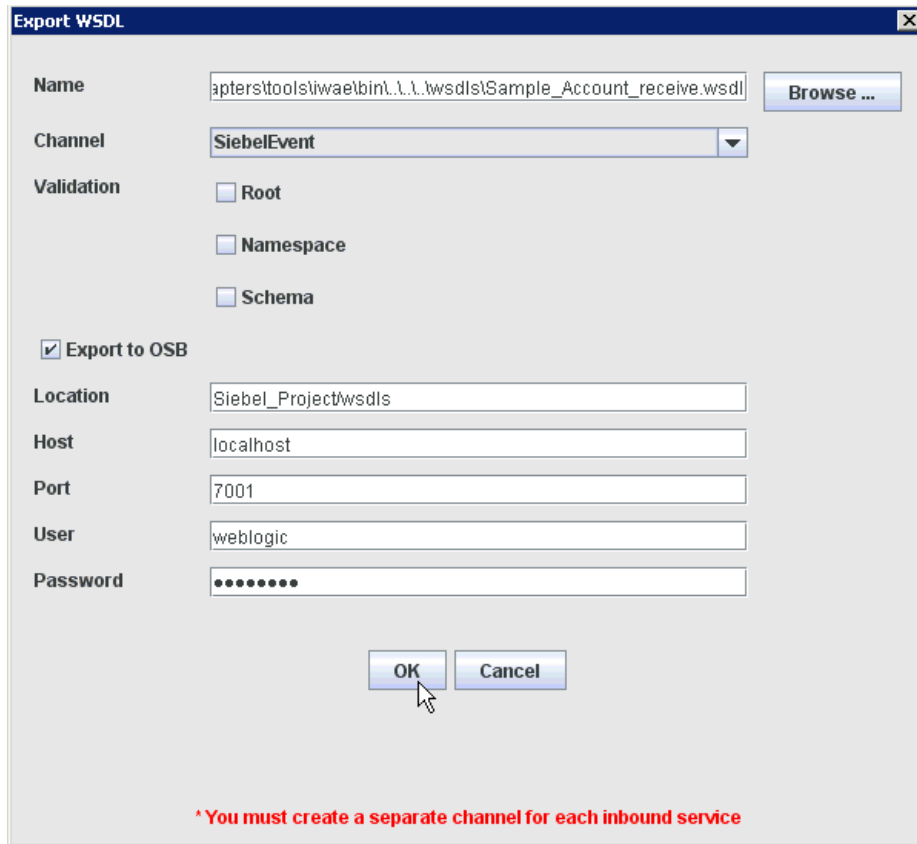 Export WSDL
Name apters\tools\iwae\bin\..\..\..\wsdls\Sample_Account_receive.wsdl Browse ...
Channel SiebelEvent
Validation Root
Namespace
Schema
Export to OSB
Location Siebel_Project/wsdls
Host localhost
Port 7001
User weblogic
Password ●●●●●●●●
OK Cancel
* You must create a separate channel for each inbound service